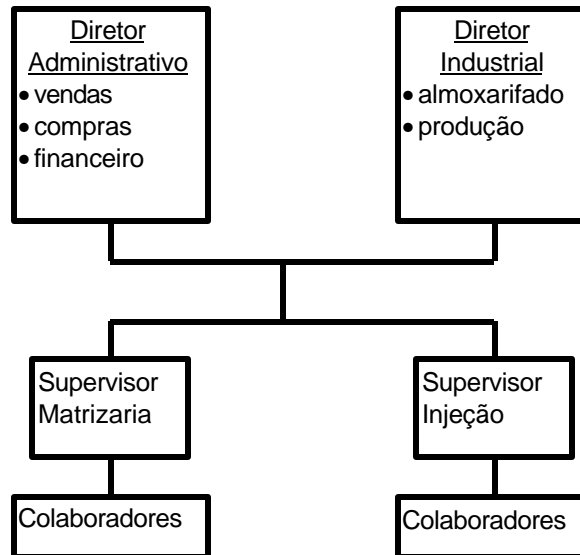 Diretor
Administrativo
• vendas
• compras
• financeiro
Diretor
Industrial
• almoxarifado
• produção
Supervisor
Matrizaria
Supervisor
Injeção
Colaboradores
Colaboradores